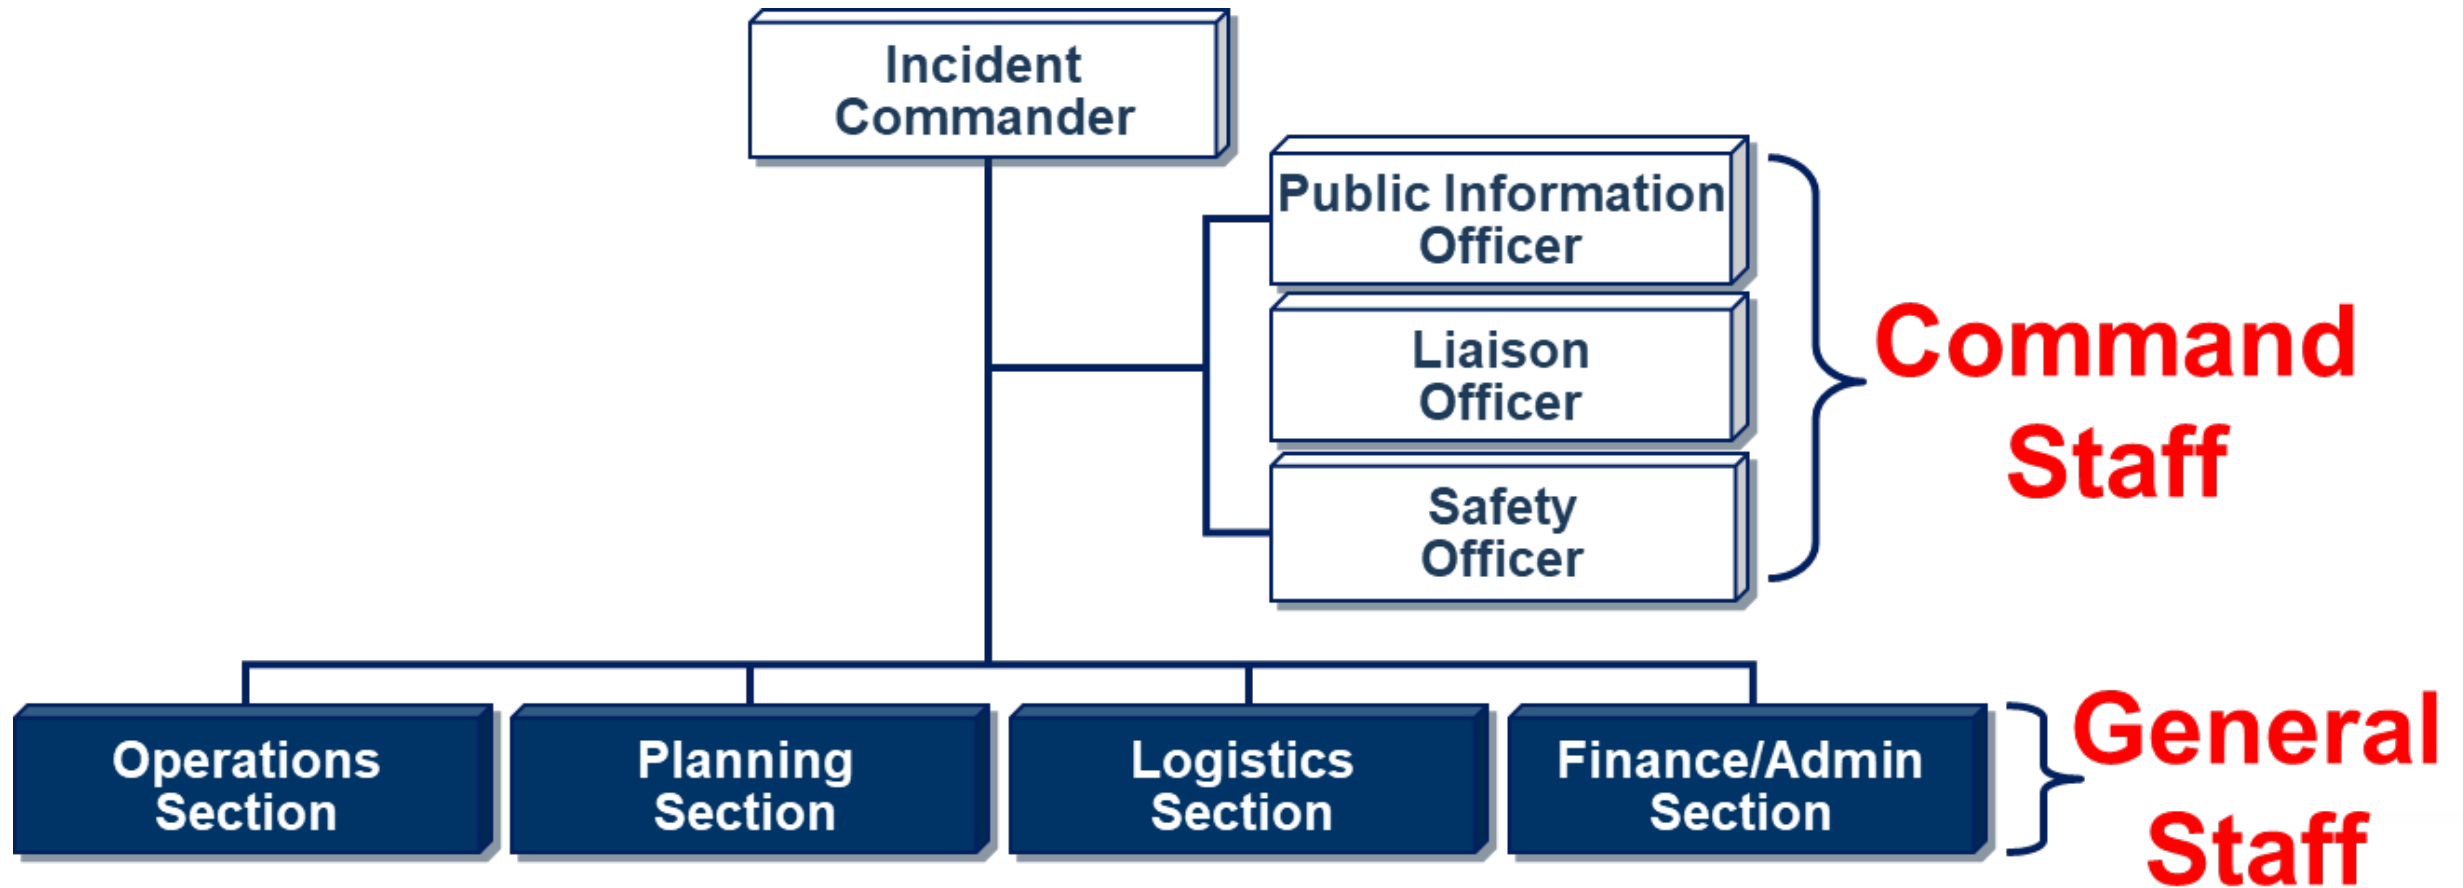 Incident
Commander
Public Information
Officer
Liaison
Officer
Safety
Officer
Command
Staff
Operations
Section
Planning
Section
Logistics
Section
Finance/Admin
Section
General
Staff